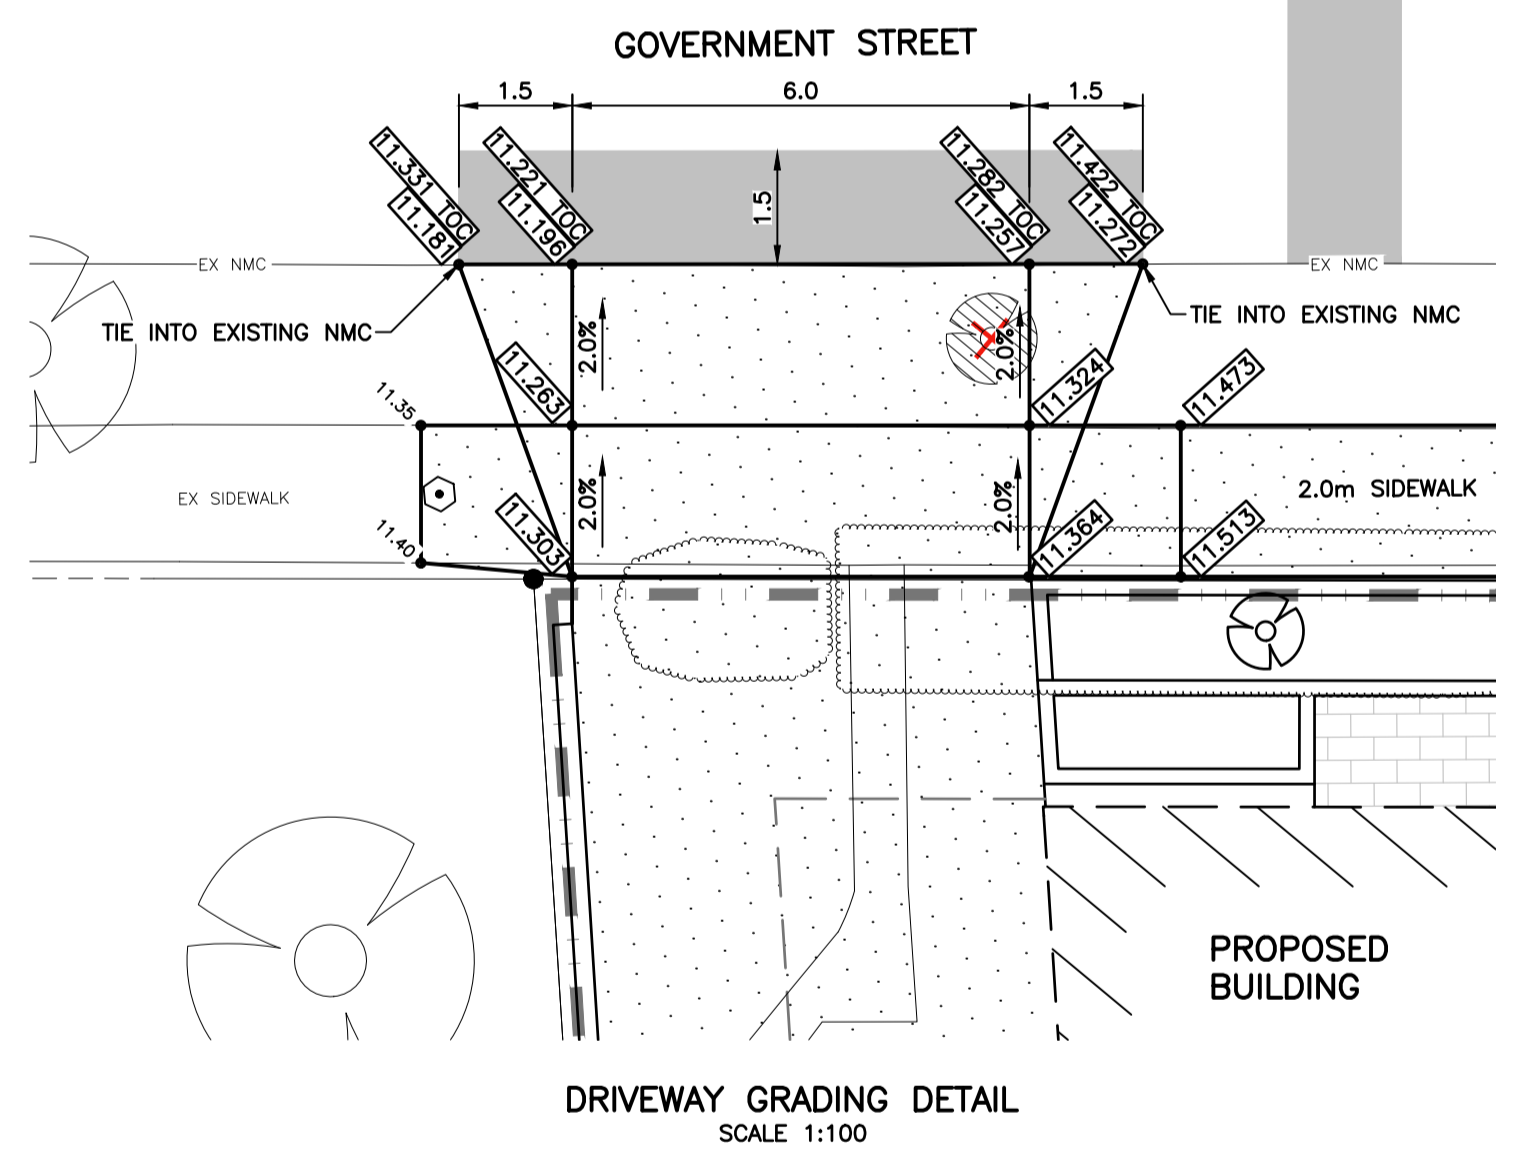 GOVERNMENT STREET
1.5
6.0
1.5
11.331 TOC
11.181
11.221 TOC
11.196
1.5
11.282 TOC
11.257
11.422 TOC
11.272
EX NMC
EX NMC
TIE INTO EXISTING NMC
TIE INTO EXISTING NMC
2.0%
2.0%
11.35
11.263
11.324
11.473
EX SIDEWALK
2.0%
2.0%
2.0m SIDEWALK
11.40
11.303
11.364
11.513
PROPOSED
BUILDING
DRIVEWAY GRADING DETAIL
SCALE 1:100